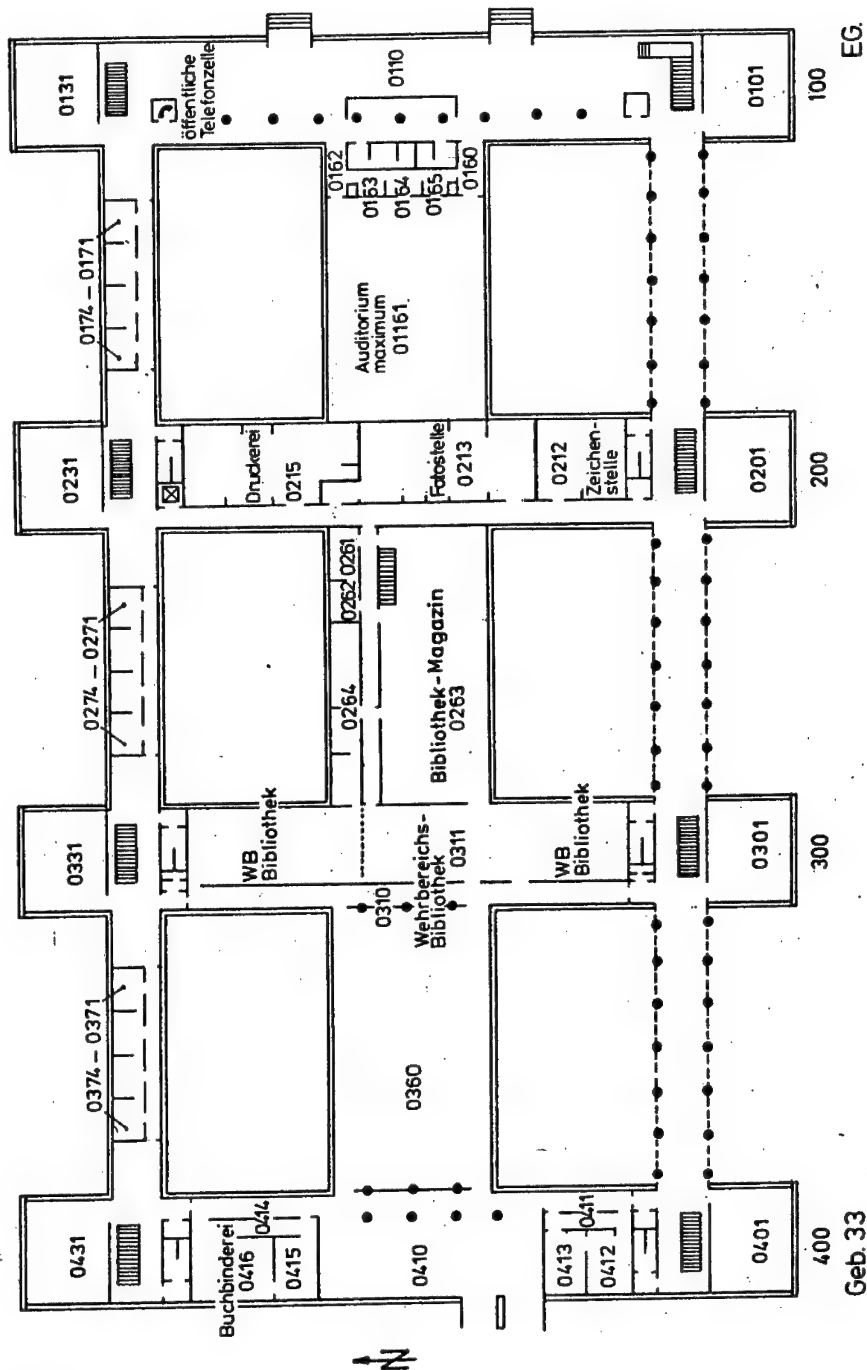 0431
0331
0231
0131
0374 – 0371
0274 – 0271
0174 – 0171
öffentliche
Telefonzelle
Buchbinderei
0416
0414
0415
WB
Bibliothek
Druckerei
0215
0264
0262
0261
0162
0163
0164
0165
0160
0110
Auditorium
maximum
01161.
0410
0360
0310
Wehrbereichs-
Bibliothek
0311
Bibliothek-Magazin
0263
Fotostelle
0213
0413
0412
0411
WB
Bibliothek
0212
Zeichen-
stelle
0401
0301
0201
0101
400
300
200
100
Geb. 33
EG.
N